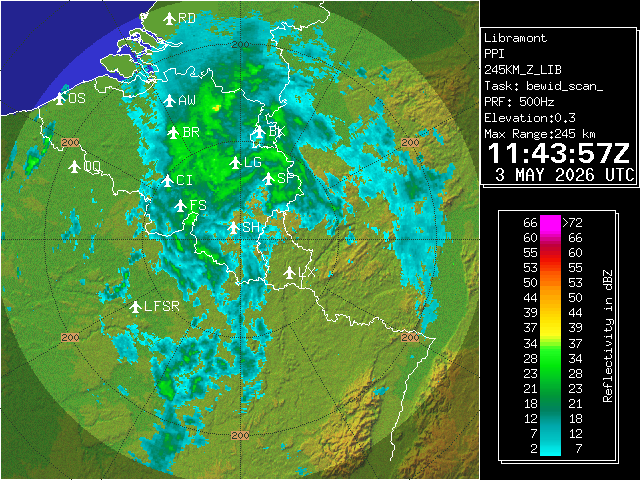 RD
200
OS
AW
BR
BK
200
200
QQ
LG
CI
SP
FS
SH
LX
LFSR
200
200
200
Libramont
PPI
245KM_Z_LIB
Task: bewid_scan_
PRF: 500Hz
Elevation:0.3
Max Range:245 km
11:43:57Z
3 MAY 2026 UTC
66 >72
60 66
55 60
53 55
50 53
44 50
39 44
37 39
34 37
28 34
23 28
21 23
18 21
12 18
7 12
2 7
Reflectivity in dBZ